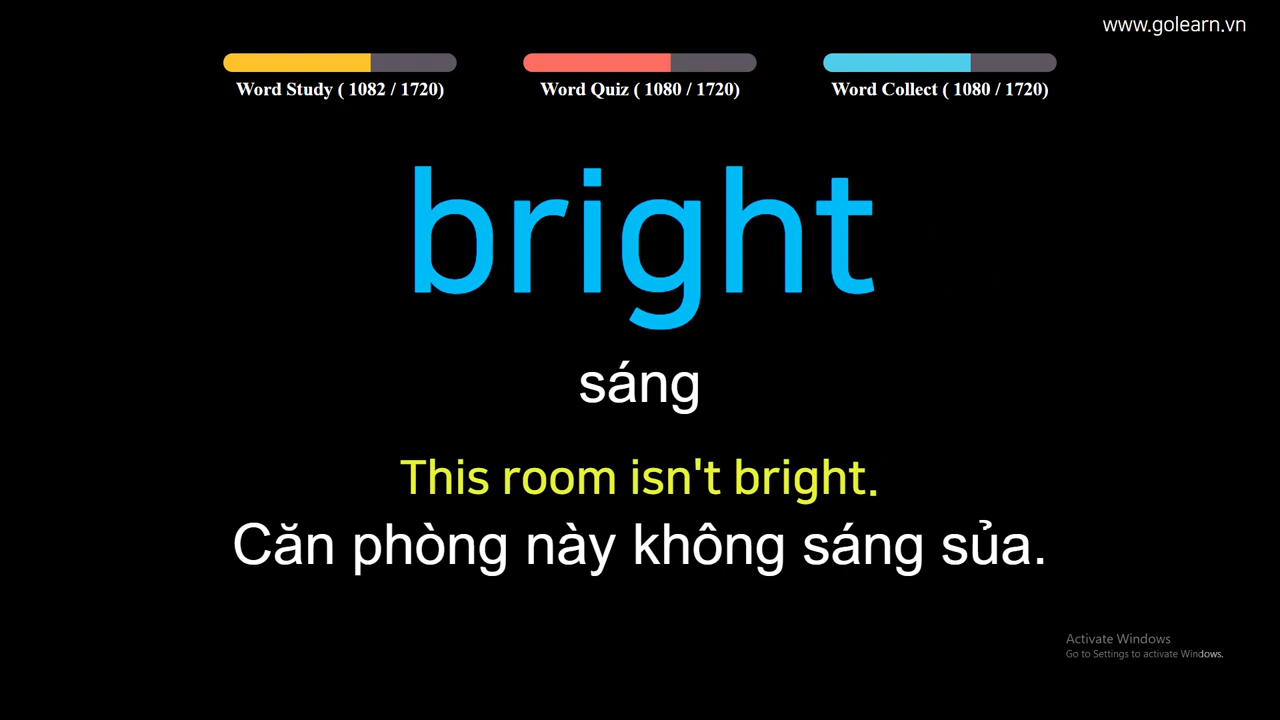 www.golearn.vn
Word Study ( 1082 / 1720)
Word Quiz ( 1080 / 1720)
Word Collect ( 1080 / 1720)
bright
sáng
This room isn't bright.
Căn phòng này không sáng sủa.
Activate Windows
Go to Settings to activate Windows.